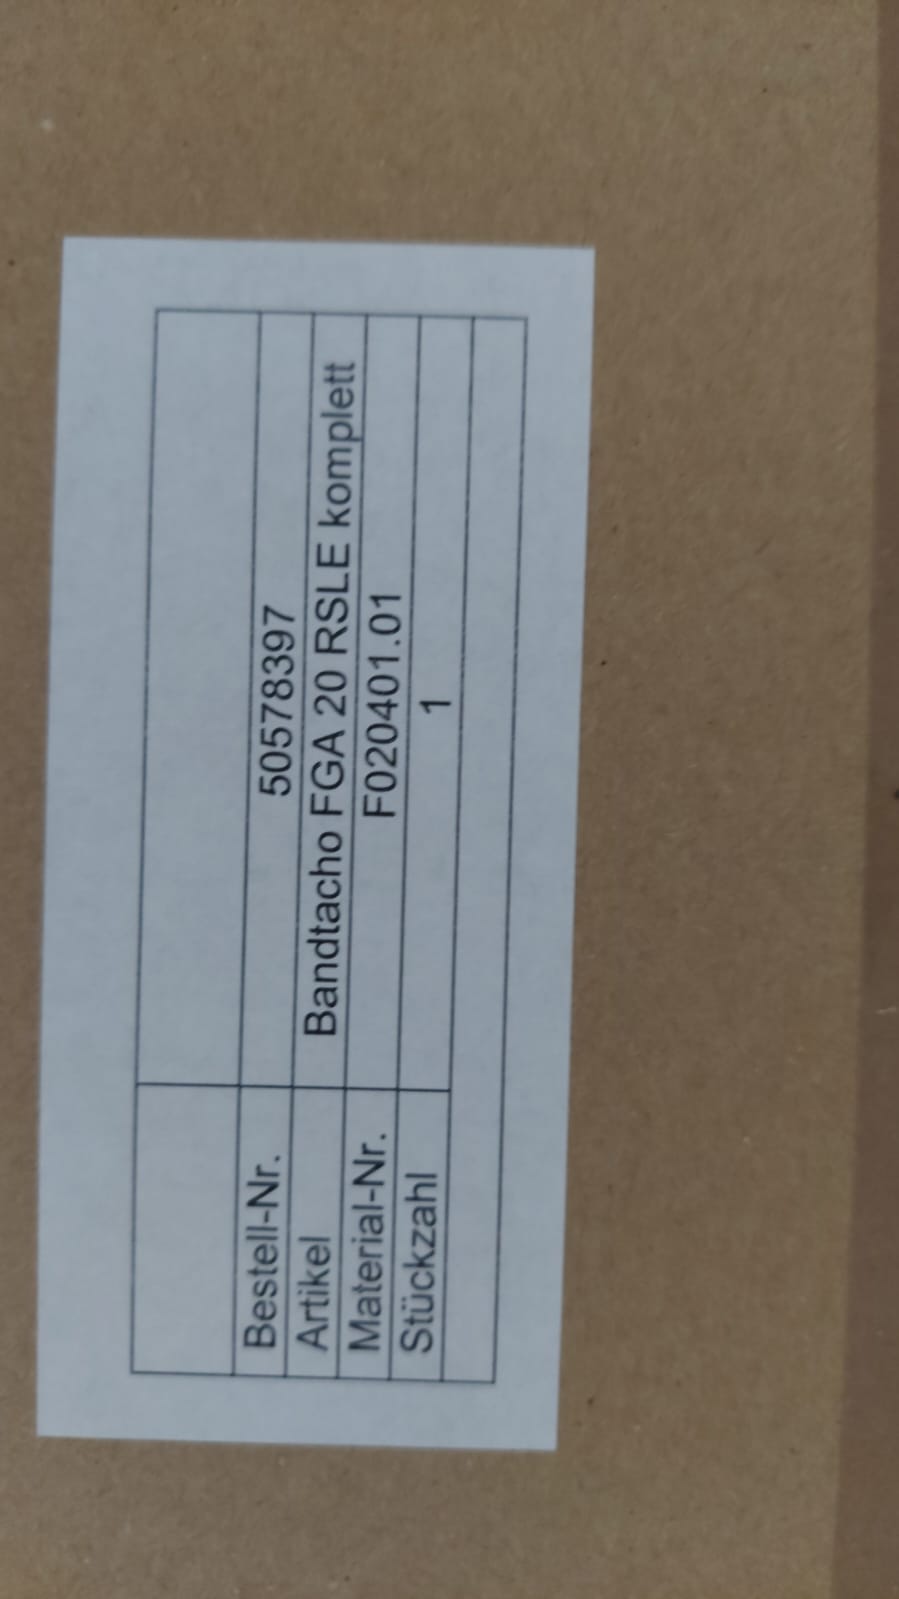 Bestell-Nr. 50578397
Artikel Bandtacho FGA 20 RSLE komplett
Material-Nr. F020401.01
Stückzahl 1